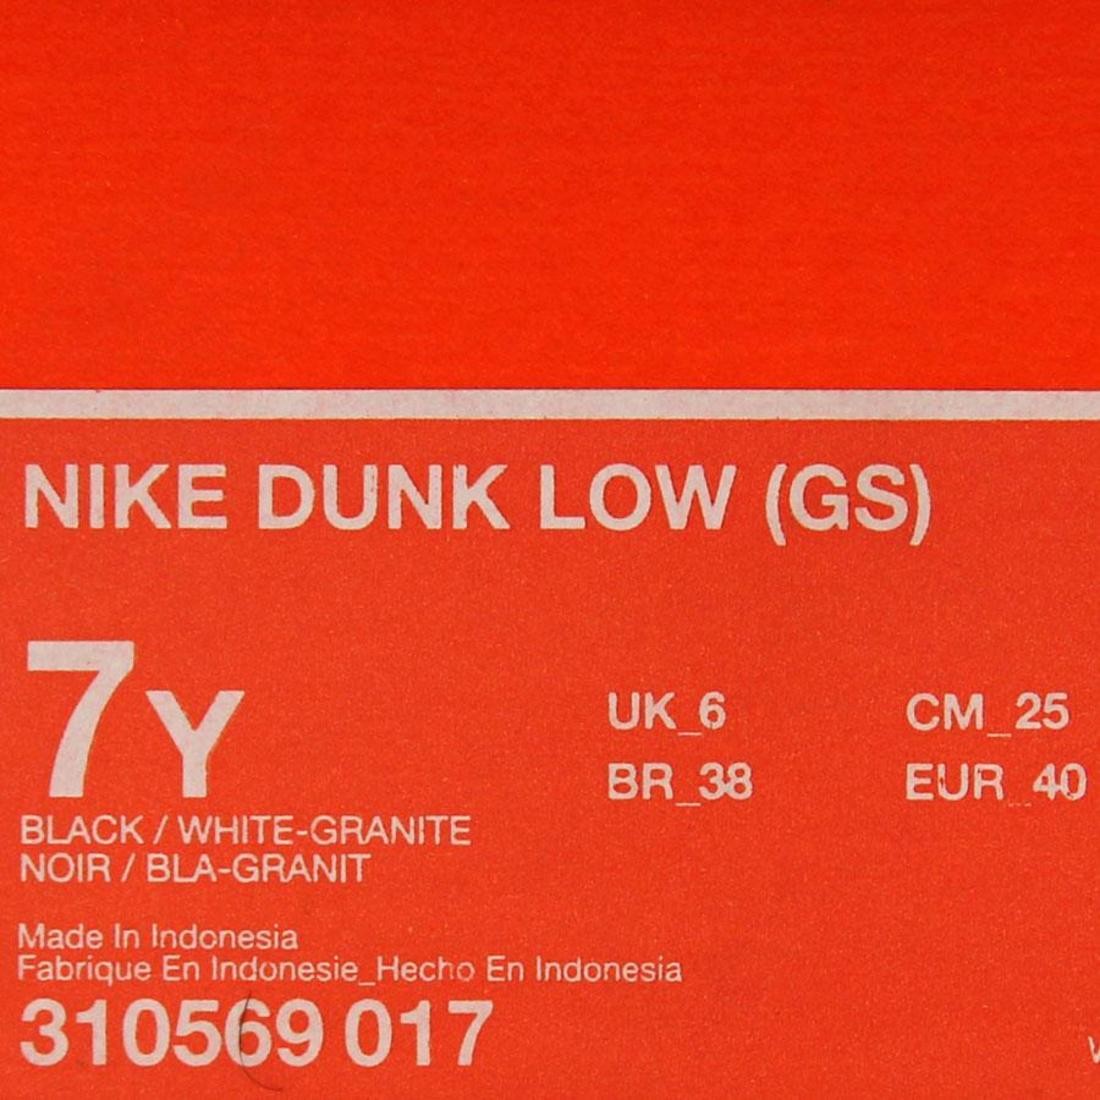 NIKE DUNK LOW (GS)
7Y
UK_6 CM_25
BR_38 EUR_40
BLACK / WHITE-GRANITE
NOIR / BLA-GRANIT
Made In Indonesia
Fabrique En Indonesie_Hecho En Indonesia
310569 017